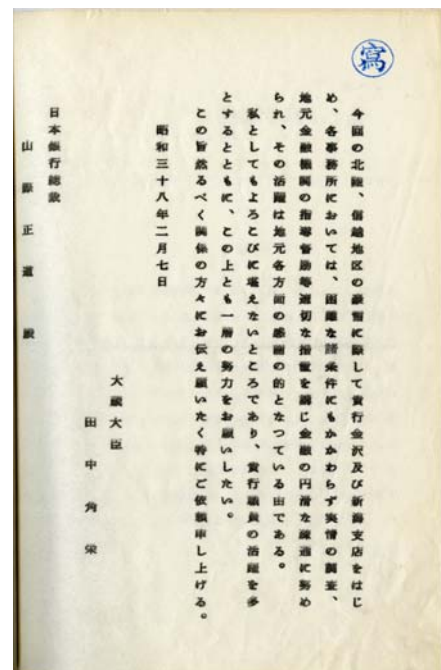 寫
今回の北陸、信越地区の豪雪に際して貴行金沢及び新潟支店をはじ
め、各事務所においては、困難な諸条件にもかかわらず実情の調査、
地元金融機関の指導督励等適切な措置を講じ金融の円滑な疎通に努め
られ、その活躍は地元各方面の感謝の的となつている由である。
私としてもよろこびに堪えないところであり、貴行職員の活躍を多
とするとともに、この上とも一層の努力をお願いしたい。
この旨然るべく関係の方々にお伝え願いたく特にご依頼申し上げる。
昭和三十八年二月七日
大蔵大臣
田中角栄
日本銀行総裁
山際正道殿